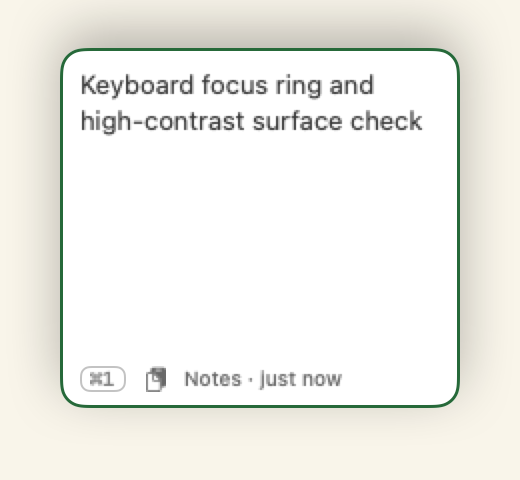 Keyboard focus ring and
high-contrast surface check
⌘1 Notes · just now